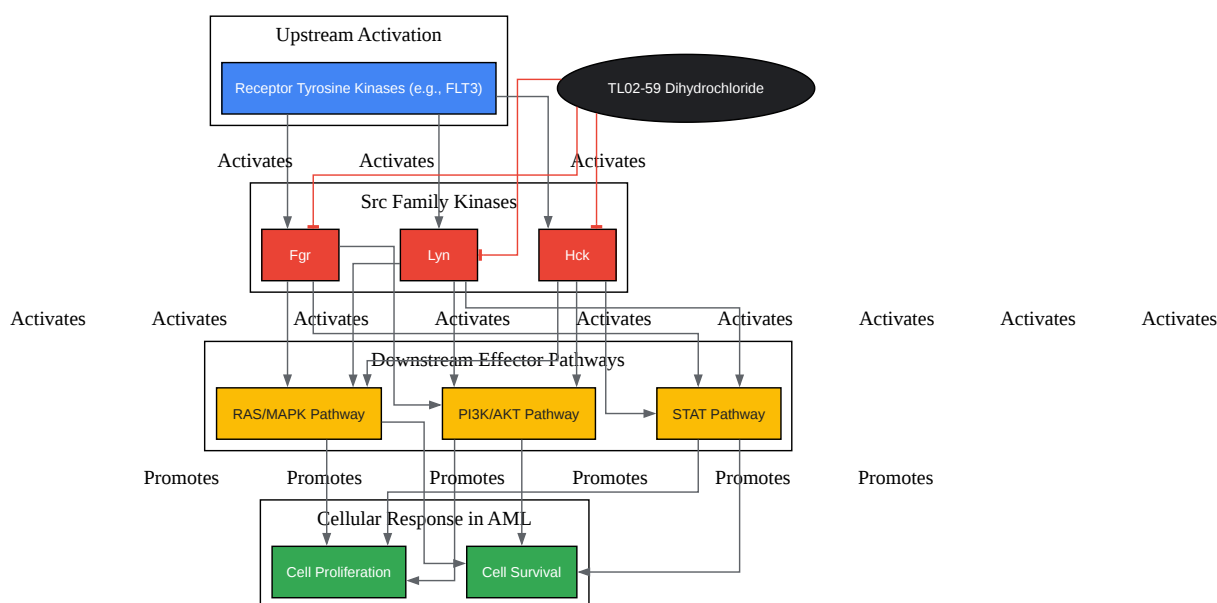 Upstream Activation
Receptor Tyrosine Kinases (e.g., FLT3)
TL02-59 Dihydrochloride
Activates
Activates
Activates
Src Family Kinases
Fgr
Lyn
Hck
Activates
Activates
Activates
Activates
Activates
Activates
Activates
Activates
Activates
Downstream Effector Pathways
RAS/MAPK Pathway
PI3K/AKT Pathway
STAT Pathway
Promotes
Promotes
Promotes
Promotes
Promotes
Promotes
Cellular Response in AML
Cell Proliferation
Cell Survival